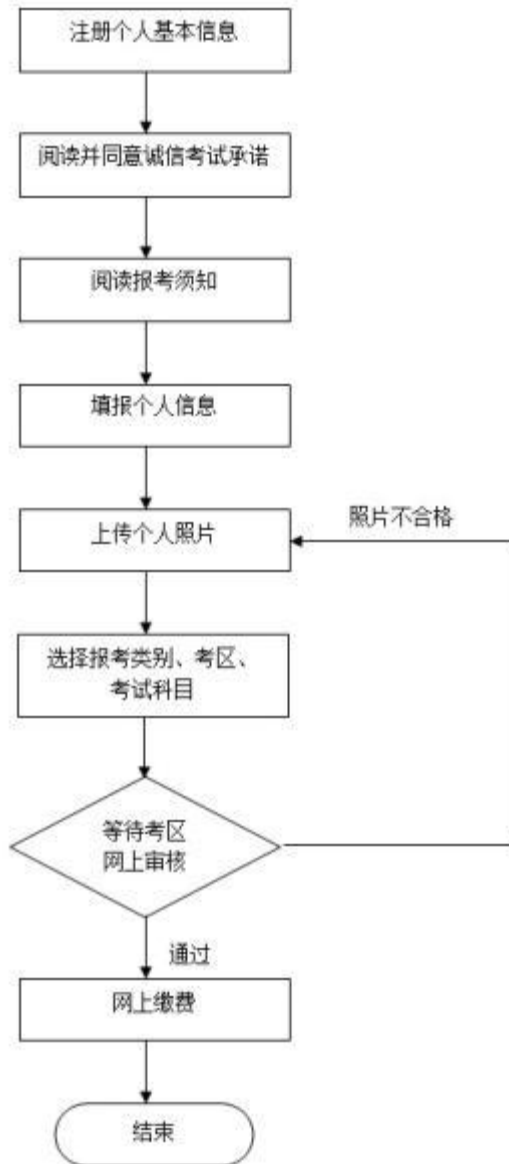 注册个人基本信息
阅读并同意诚信考试承诺
阅读报考须知
填报个人信息
上传个人照片
照片不合格
选择报考类别、考区、
考试科目
等待考区
网上审核
通过
网上缴费
结束